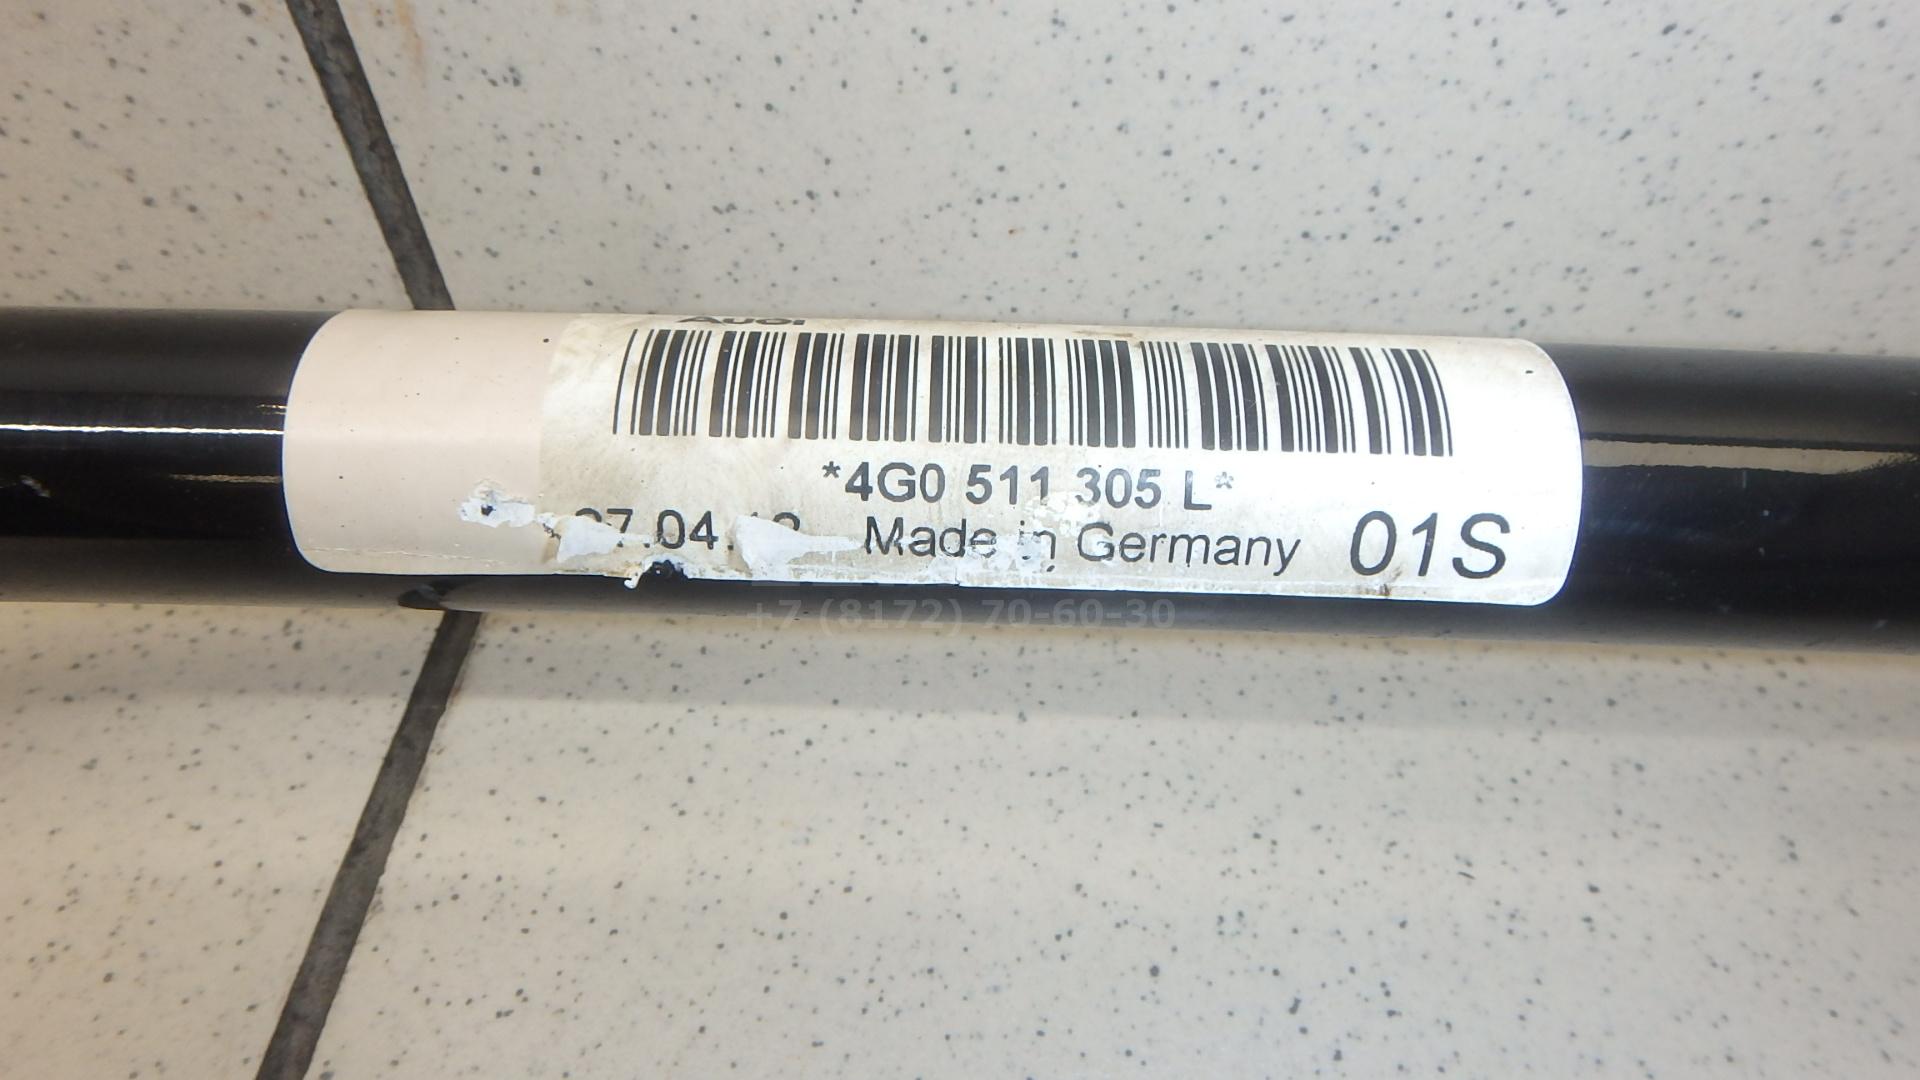 Audi
*4G0 511 305 L*
Made in Germany 01S
+7 (8172) 70-60-30